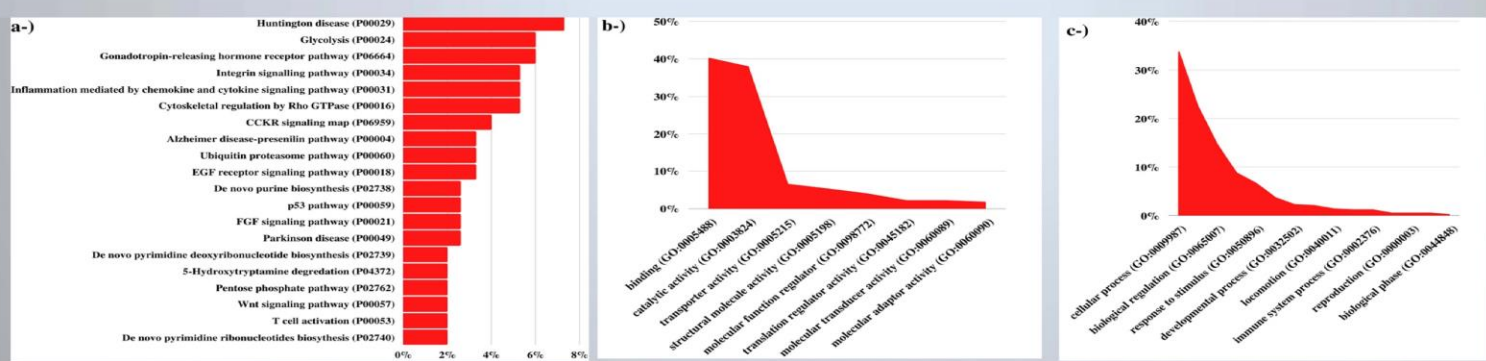 a-)
Huntington disease (P00029)
Glycolysis (P00024)
Gonadotropin-releasing hormone receptor pathway (P06664)
Integrin signalling pathway (P00034)
Inflammation mediated by chemokine and cytokine signaling pathway (P00031)
Cytoskeletal regulation by Rho GTPase (P00016)
CCKR signaling map (P06959)
Alzheimer disease-presenilin pathway (P00004)
Ubiquitin proteasome pathway (P00060)
EGF receptor signaling pathway (P00018)
De novo purine biosynthesis (P02738)
p53 pathway (P00059)
FGF signaling pathway (P00021)
Parkinson disease (P00049)
De novo pyrimidine deoxyribonucleotide biosynthesis (P02739)
5-Hydroxytryptamine degredation (P04372)
Pentose phosphate pathway (P02762)
Wnt signaling pathway (P00057)
T cell activation (P00053)
De novo pyrimidine ribonucleotides biosythesis (P02740)
0% 2% 4% 6% 8%
b-)
50%
40%
30%
20%
10%
0%
binding (GO:0005488)
catalytic activity (GO:0003824)
transporter activity (GO:0005215)
structural molecule activity (GO:0005198)
molecular function regulator (GO:0098772)
translation regulator activity (GO:0045182)
molecular transducer activity (GO:0060089)
molecular adaptor activity (GO:0060090)
c-)
40%
30%
20%
10%
0%
cellular process (GO:0009987)
biological regulation (GO:0065007)
response to stimulus (GO:0050896)
developmental process (GO:0032502)
locomotion (GO:0040011)
immune system process (GO:0002376)
reproduction (GO:0000003)
biological phase (GO:0044848)